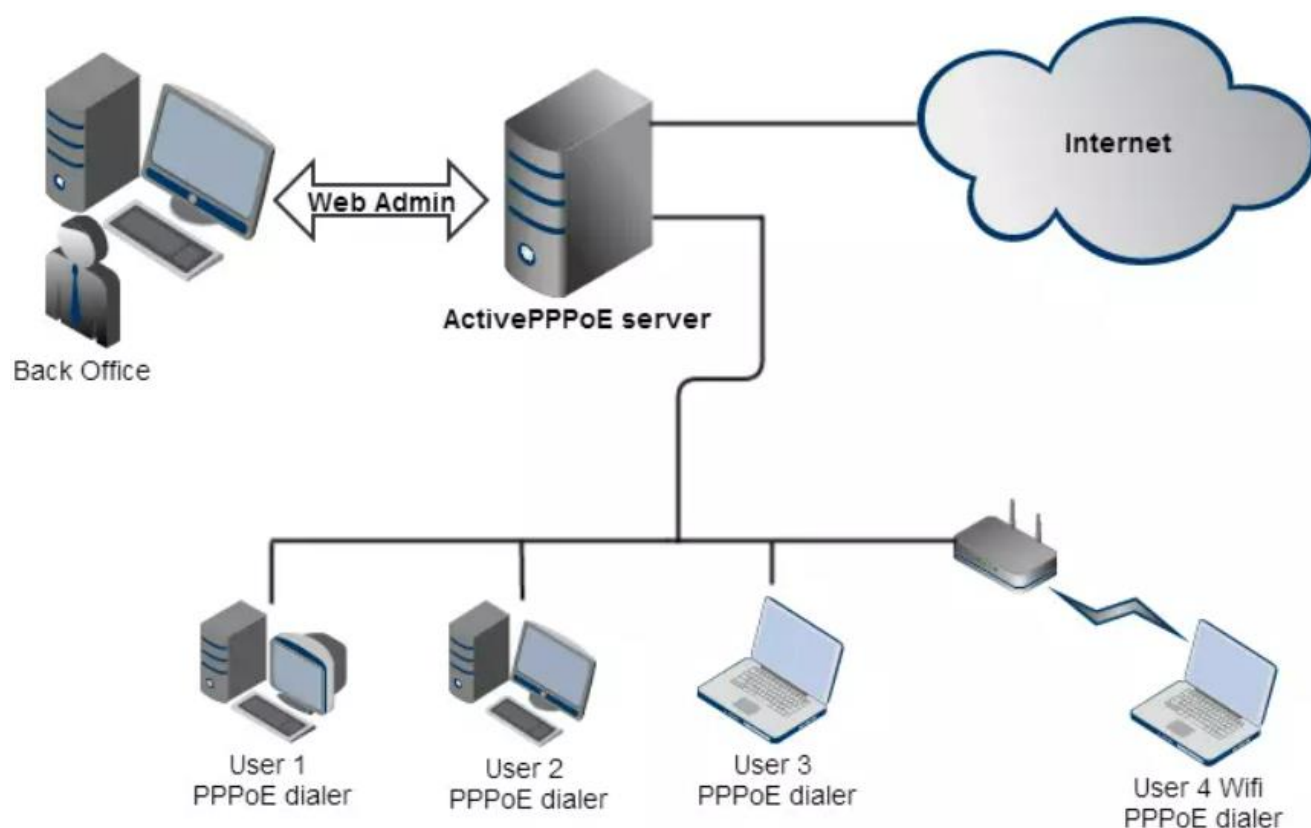 Internet
Web Admin
ActivePPPoE server
Back Office
User 1
PPPoE dialer
User 2
PPPoE dialer
User 3
PPPoE dialer
User 4 Wifi
PPPoE dialer